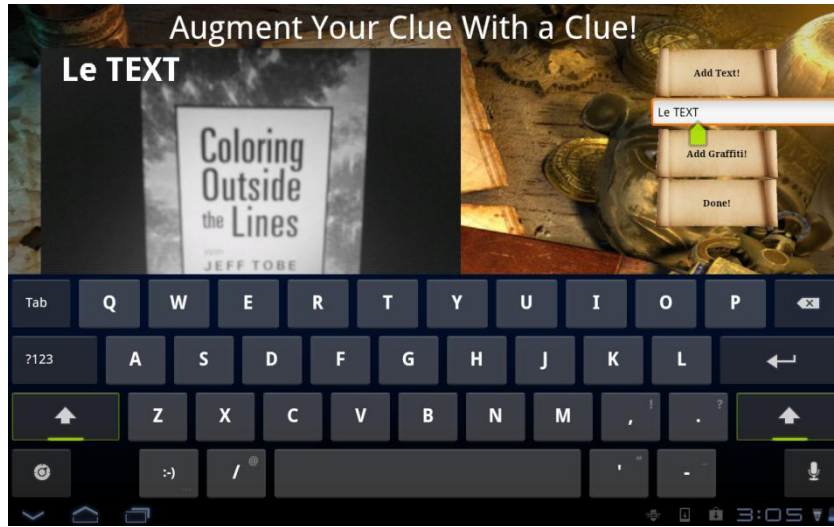 Augment Your Clue With a Clue!
Le TEXT
Add Text!
Le TEXT
Add Graffiti!
Done!
Coloring
Outside
the Lines
JEFF TOBE
Tab Q W E R T Y U I O P
?123 A S D F G H J K L
Z X C V B N M , ! . ?
:-) / @ ' " - _
3:05